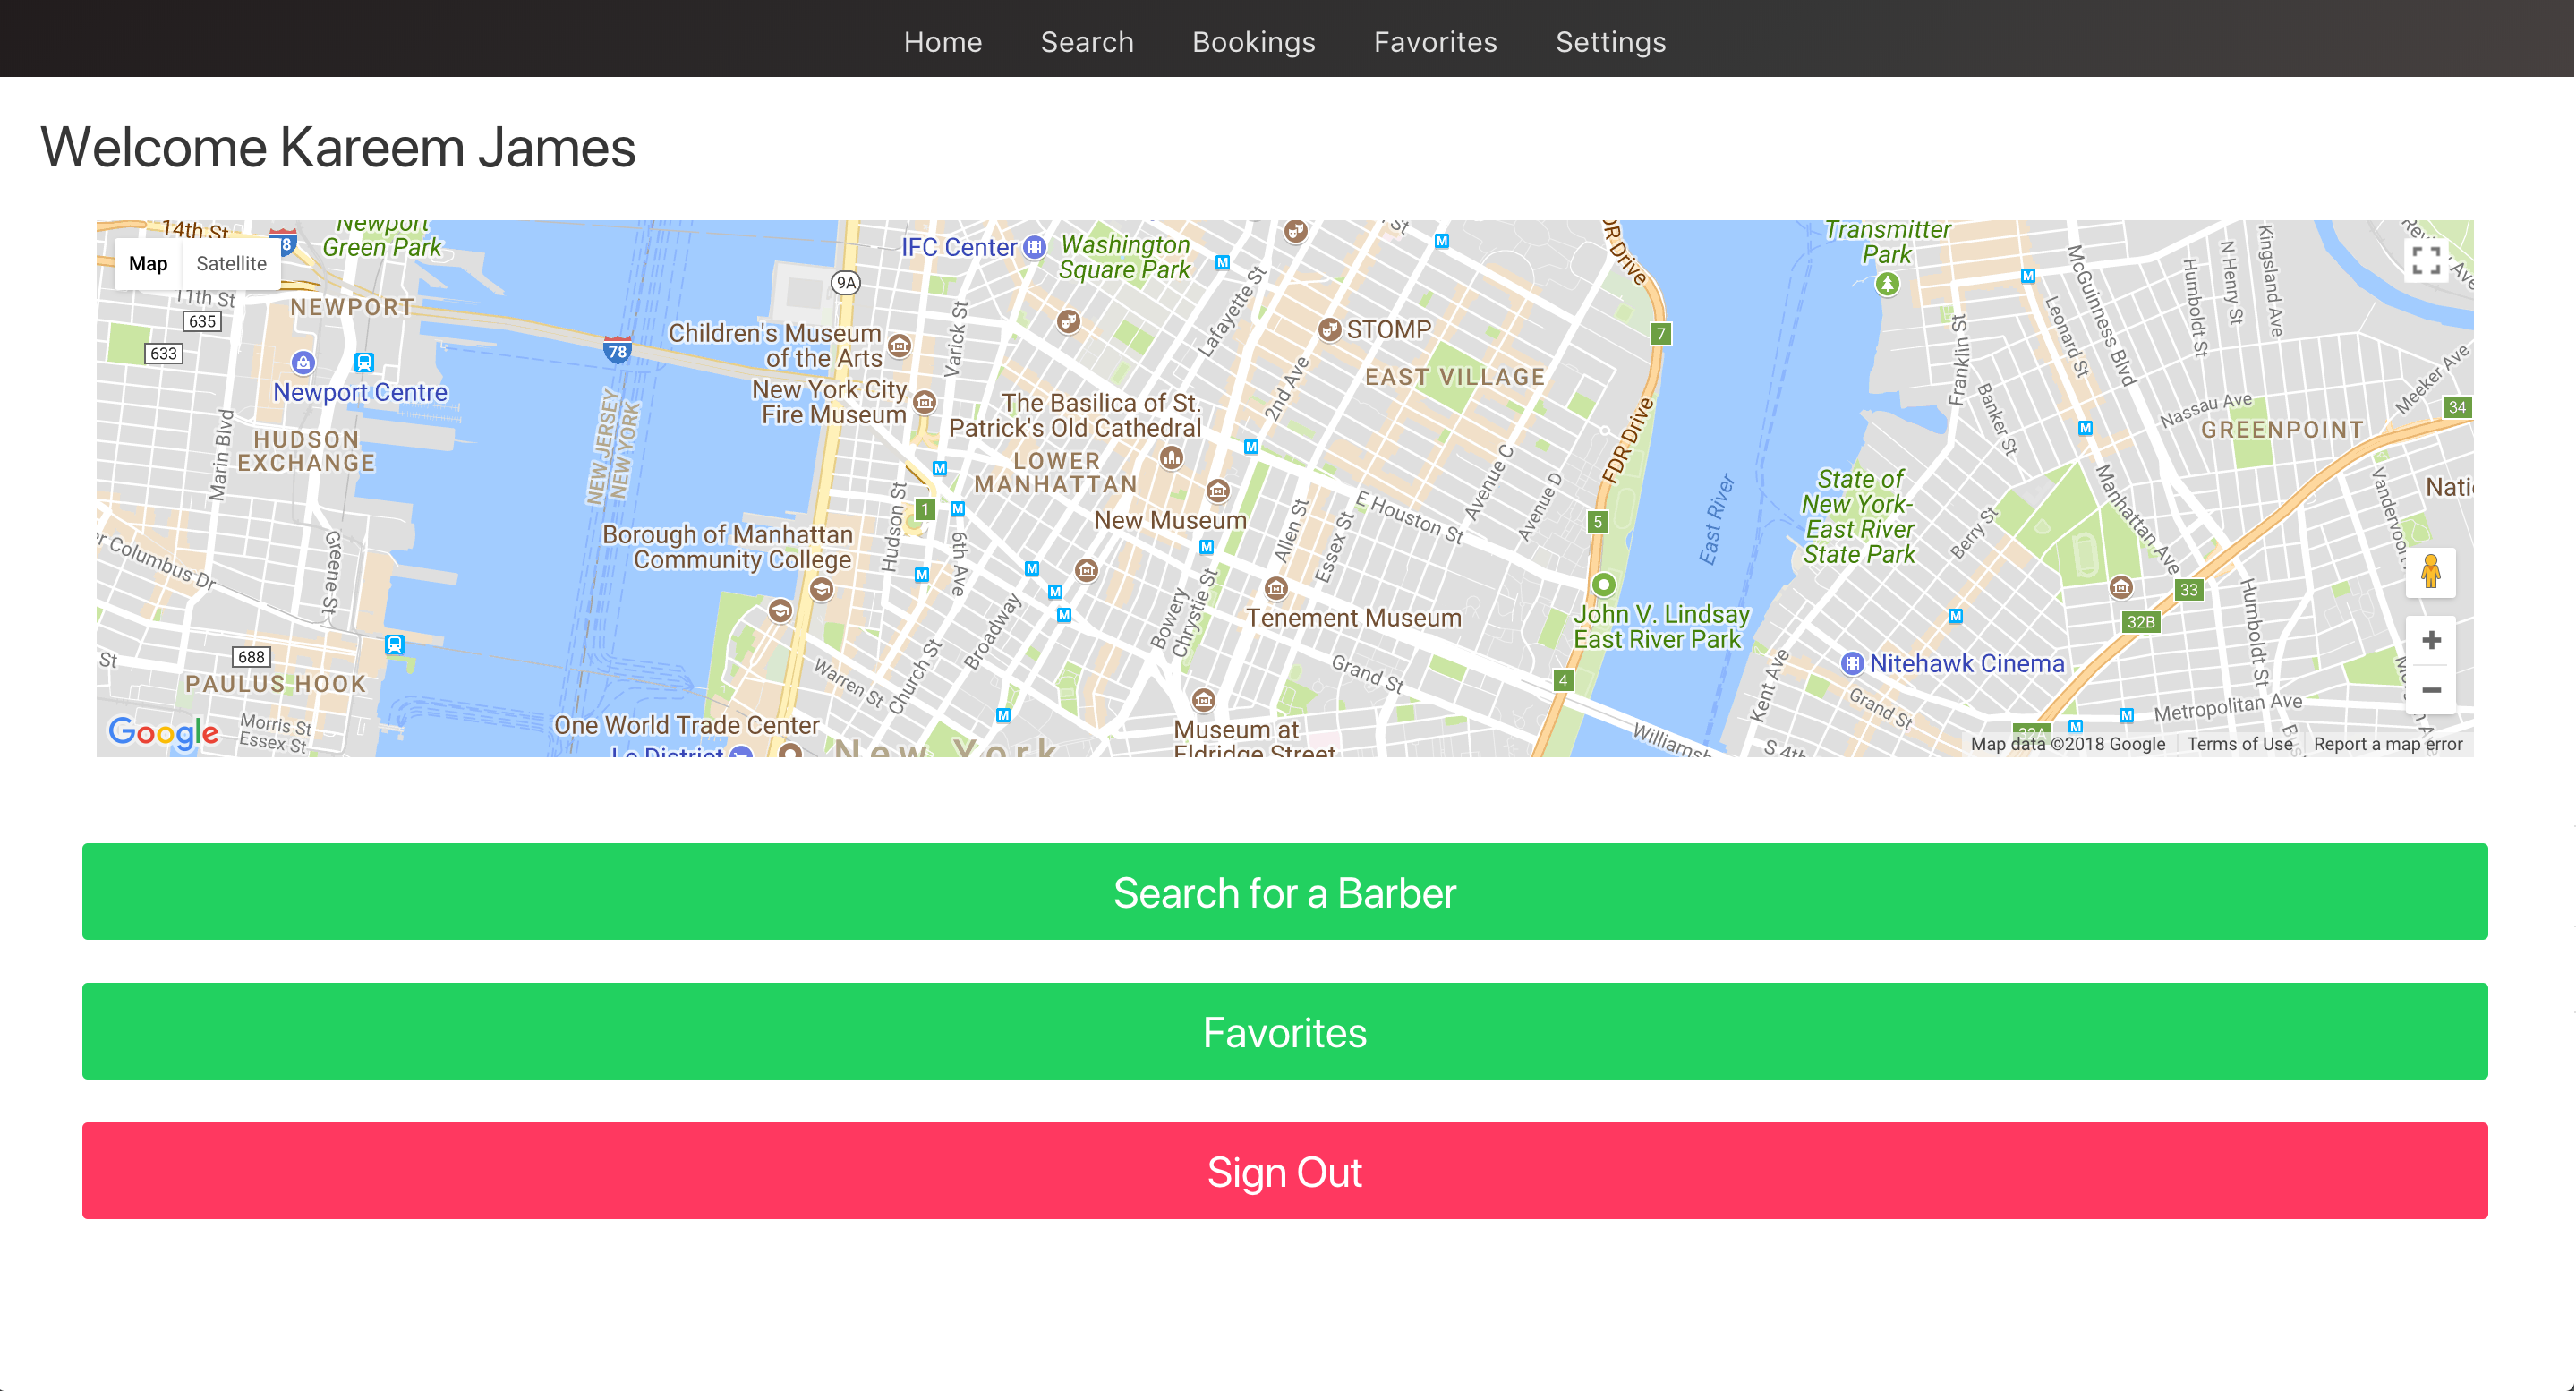 Home Search Bookings Favorites Settings
Welcome Kareem James
Map Satellite
14th St
78
11th St
Newport
Green Park
NEWPORT
635
633
Newport Centre
HUDSON
EXCHANGE
Marin Blvd
Greene St
Columbus Dr
St
688
PAULUS HOOK
Morris St
Essex St
Google
NEW JERSEY
NEW YORK
78
9A
IFC Center
Washington
Square Park
M
M
St
Children's Museum
of the Arts
New York City
Fire Museum
Varick St
Lafayette St
2nd Ave
STOMP
EAST VILLAGE
The Basilica of St.
Patrick's Old Cathedral
M
M
LOWER
MANHATTAN
New Museum
1
M
Hudson St
6th Ave
Borough of Manhattan
Community College
M
M
M
M
M
Allen St
Essex St
E Houston St
Avenue C
Avenue D
FDR Drive
DR Drive
7
5
4
East River
Bowery
Chrystie St
Broadway
Church St
Warren St
Tenement Museum
Grand St
John V. Lindsay
East River Park
One World Trade Center
Le District
M
New York
Museum at
Eldridge Street
Williamsb
Transmitter
Park
M
M
Franklin St
Banker St
Leonard St
McGuinness Blvd
Humboldt St
N Henry St
Kingsland Ave
Nassau Ave
Meeker Ave
34
GREENPOINT
State of
New York-
East River
State Park
Manhattan Ave
Berry St
Vandervoort
33
32B
32A
M
Nitehawk Cinema
Kent Ave
Grand St
Humboldt St
Metropolitan Ave
M
M
S 4th
Map data ©2018 Google Terms of Use Report a map error
Search for a Barber
Favorites
Sign Out